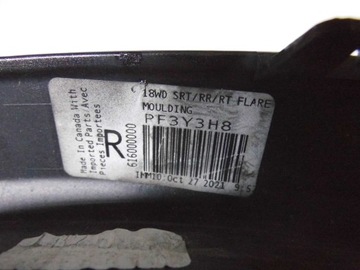 18WD SRT/RR/RT FLARE
MOULDING
PF3Y3H8
Made In Canada With
Imported Parts/Avec
Pieces Importees
R
616000000
IMM10 Oct 27 2021